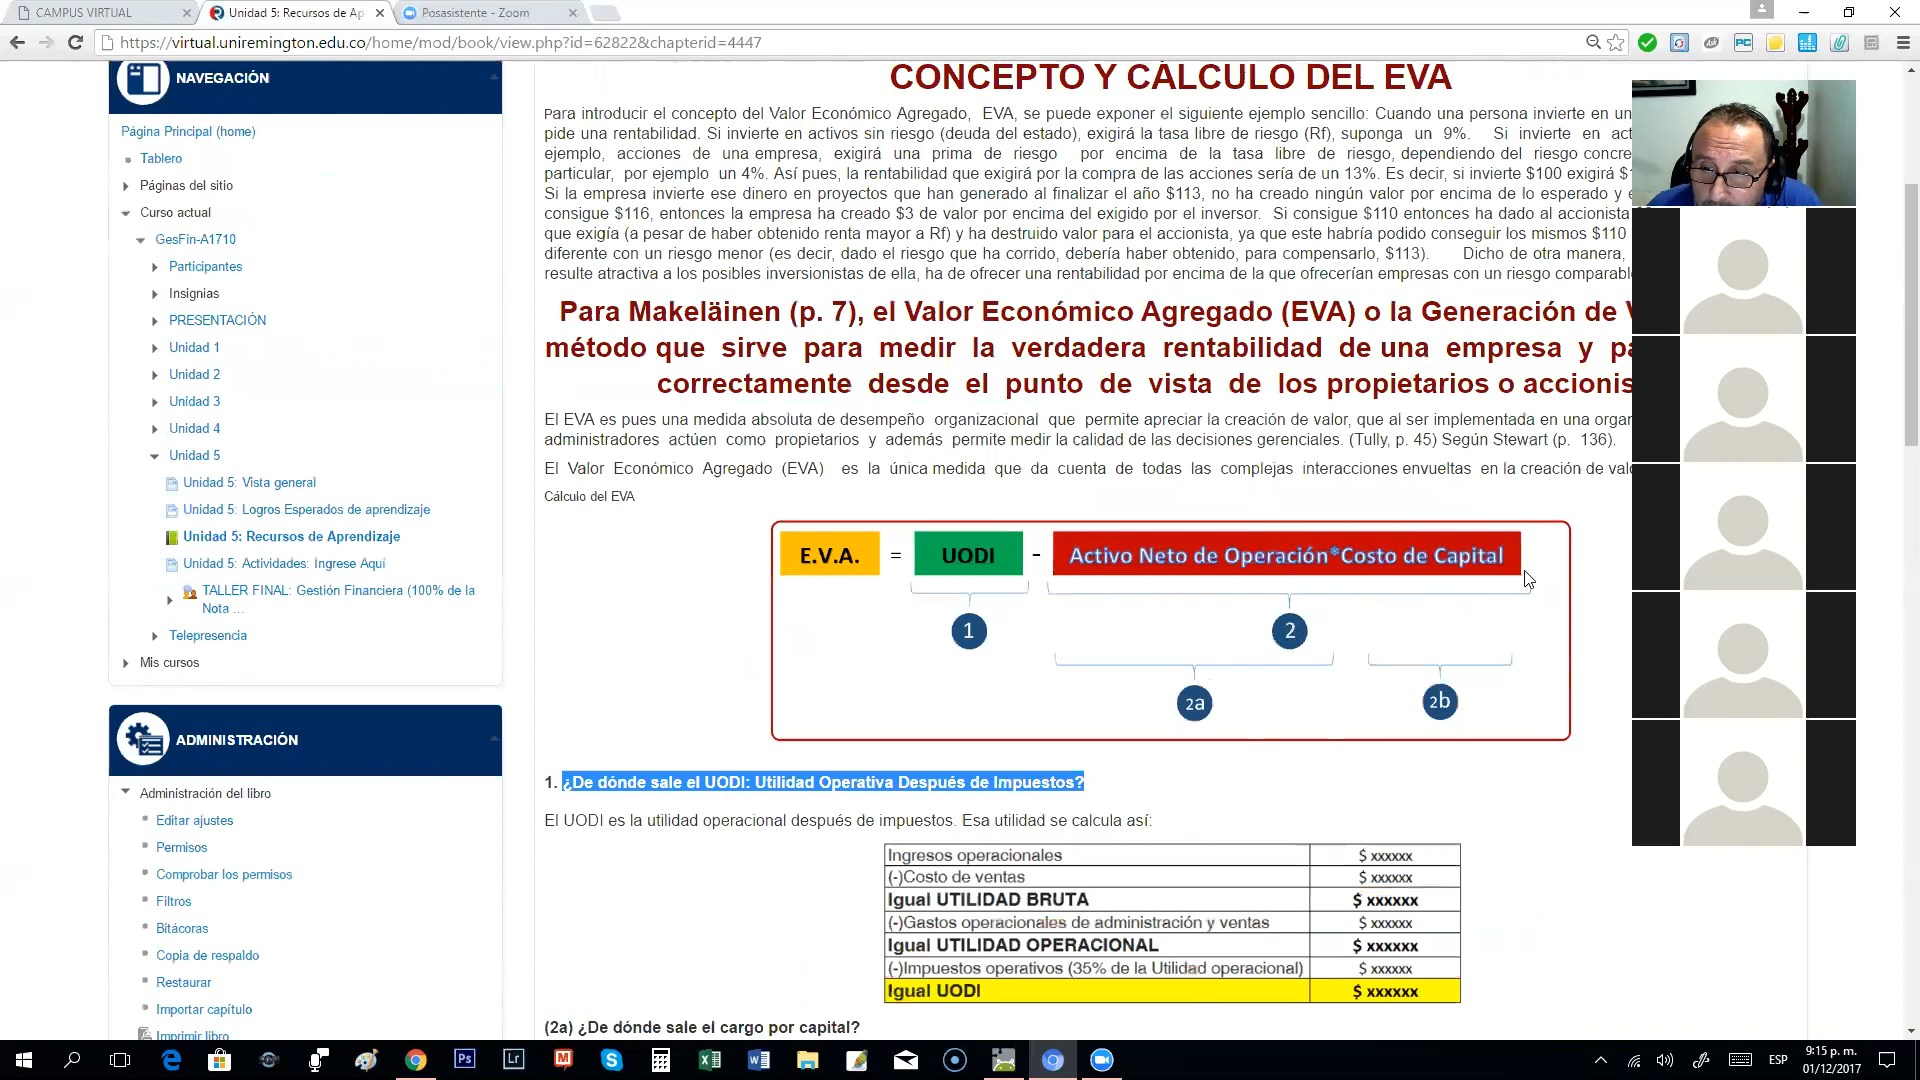 CAMPUS VIRTUAL
Unidad 5: Recursos de Ap
Posasistente - Zoom
https://virtual.uniremington.edu.co/home/mod/book/view.php?id=62822&chapterid=4447
NAVEGACIÓN
Página Principal (home)
Tablero
Páginas del sitio
Curso actual
GesFin-A1710
Participantes
Insignias
PRESENTACIÓN
Unidad 1
Unidad 2
Unidad 3
Unidad 4
Unidad 5
Unidad 5: Vista general
Unidad 5: Logros Esperados de aprendizaje
Unidad 5: Recursos de Aprendizaje
Unidad 5: Actividades: Ingrese Aquí
TALLER FINAL: Gestión Financiera (100% de la
Nota ...
Telepresencia
Mis cursos
ADMINISTRACIÓN
Administración del libro
Editar ajustes
Permisos
Comprobar los permisos
Filtros
Bitácoras
Copia de respaldo
Restaurar
Importar capítulo
Imprimir libro
CONCEPTO Y CÁLCULO DEL EVA
Para introducir el concepto del Valor Económico Agregado, EVA, se puede exponer el siguiente ejemplo sencillo: Cuando una persona invierte en un
pide una rentabilidad. Si invierte en activos sin riesgo (deuda del estado), exigirá la tasa libre de riesgo (Rf), suponga un 9%. Si invierte en act
ejemplo, acciones de una empresa, exigirá una prima de riesgo por encima de la tasa libre de riesgo, dependiendo del riesgo concre
particular, por ejemplo un 4%. Así pues, la rentabilidad que exigirá por la compra de las acciones sería de un 13%. Es decir, si invierte $100 exigirá $1
Si la empresa invierte ese dinero en proyectos que han generado al finalizar el año $113, no ha creado ningún valor por encima de lo esperado y e
consigue $116, entonces la empresa ha creado $3 de valor por encima del exigido por el inversor. Si consigue $110 entonces ha dado al accionista
que exigía (a pesar de haber obtenido renta mayor a Rf) y ha destruido valor para el accionista, ya que este habría podido conseguir los mismos $110
diferente con un riesgo menor (es decir, dado el riesgo que ha corrido, debería haber obtenido, para compensarlo, $113). Dicho de otra manera,
resulte atractiva a los posibles inversionistas de ella, ha de ofrecer una rentabilidad por encima de la que ofrecerían empresas con un riesgo comparabl
Para Makeläinen (p. 7), el Valor Económico Agregado (EVA) o la Generación de V
método que sirve para medir la verdadera rentabilidad de una empresa y pa
correctamente desde el punto de vista de los propietarios o accionis
El EVA es pues una medida absoluta de desempeño organizacional que permite apreciar la creación de valor, que al ser implementada en una organ
administradores actúen como propietarios y además permite medir la calidad de las decisiones gerenciales. (Tully, p. 45) Según Stewart (p. 136).
El Valor Económico Agregado (EVA) es la única medida que da cuenta de todas las complejas interacciones envueltas en la creación de valo
Cálculo del EVA
E.V.A. = UODI - Activo Neto de Operación*Costo de Capital
1 2
2a 2b
1. ¿De dónde sale el UODI: Utilidad Operativa Después de Impuestos?
El UODI es la utilidad operacional después de impuestos. Esa utilidad se calcula así:
Ingresos operacionales $ xxxxxx
(-)Costo de ventas $ xxxxxx
Igual UTILIDAD BRUTA $ xxxxxx
(-)Gastos operacionales de administración y ventas $ xxxxxx
Igual UTILIDAD OPERACIONAL $ xxxxxx
(-)Impuestos operativos (35% de la Utilidad operacional) $ xxxxxx
Igual UODI $ xxxxxx
(2a) ¿De dónde sale el cargo por capital?
ESP
9:15 p. m.
01/12/2017